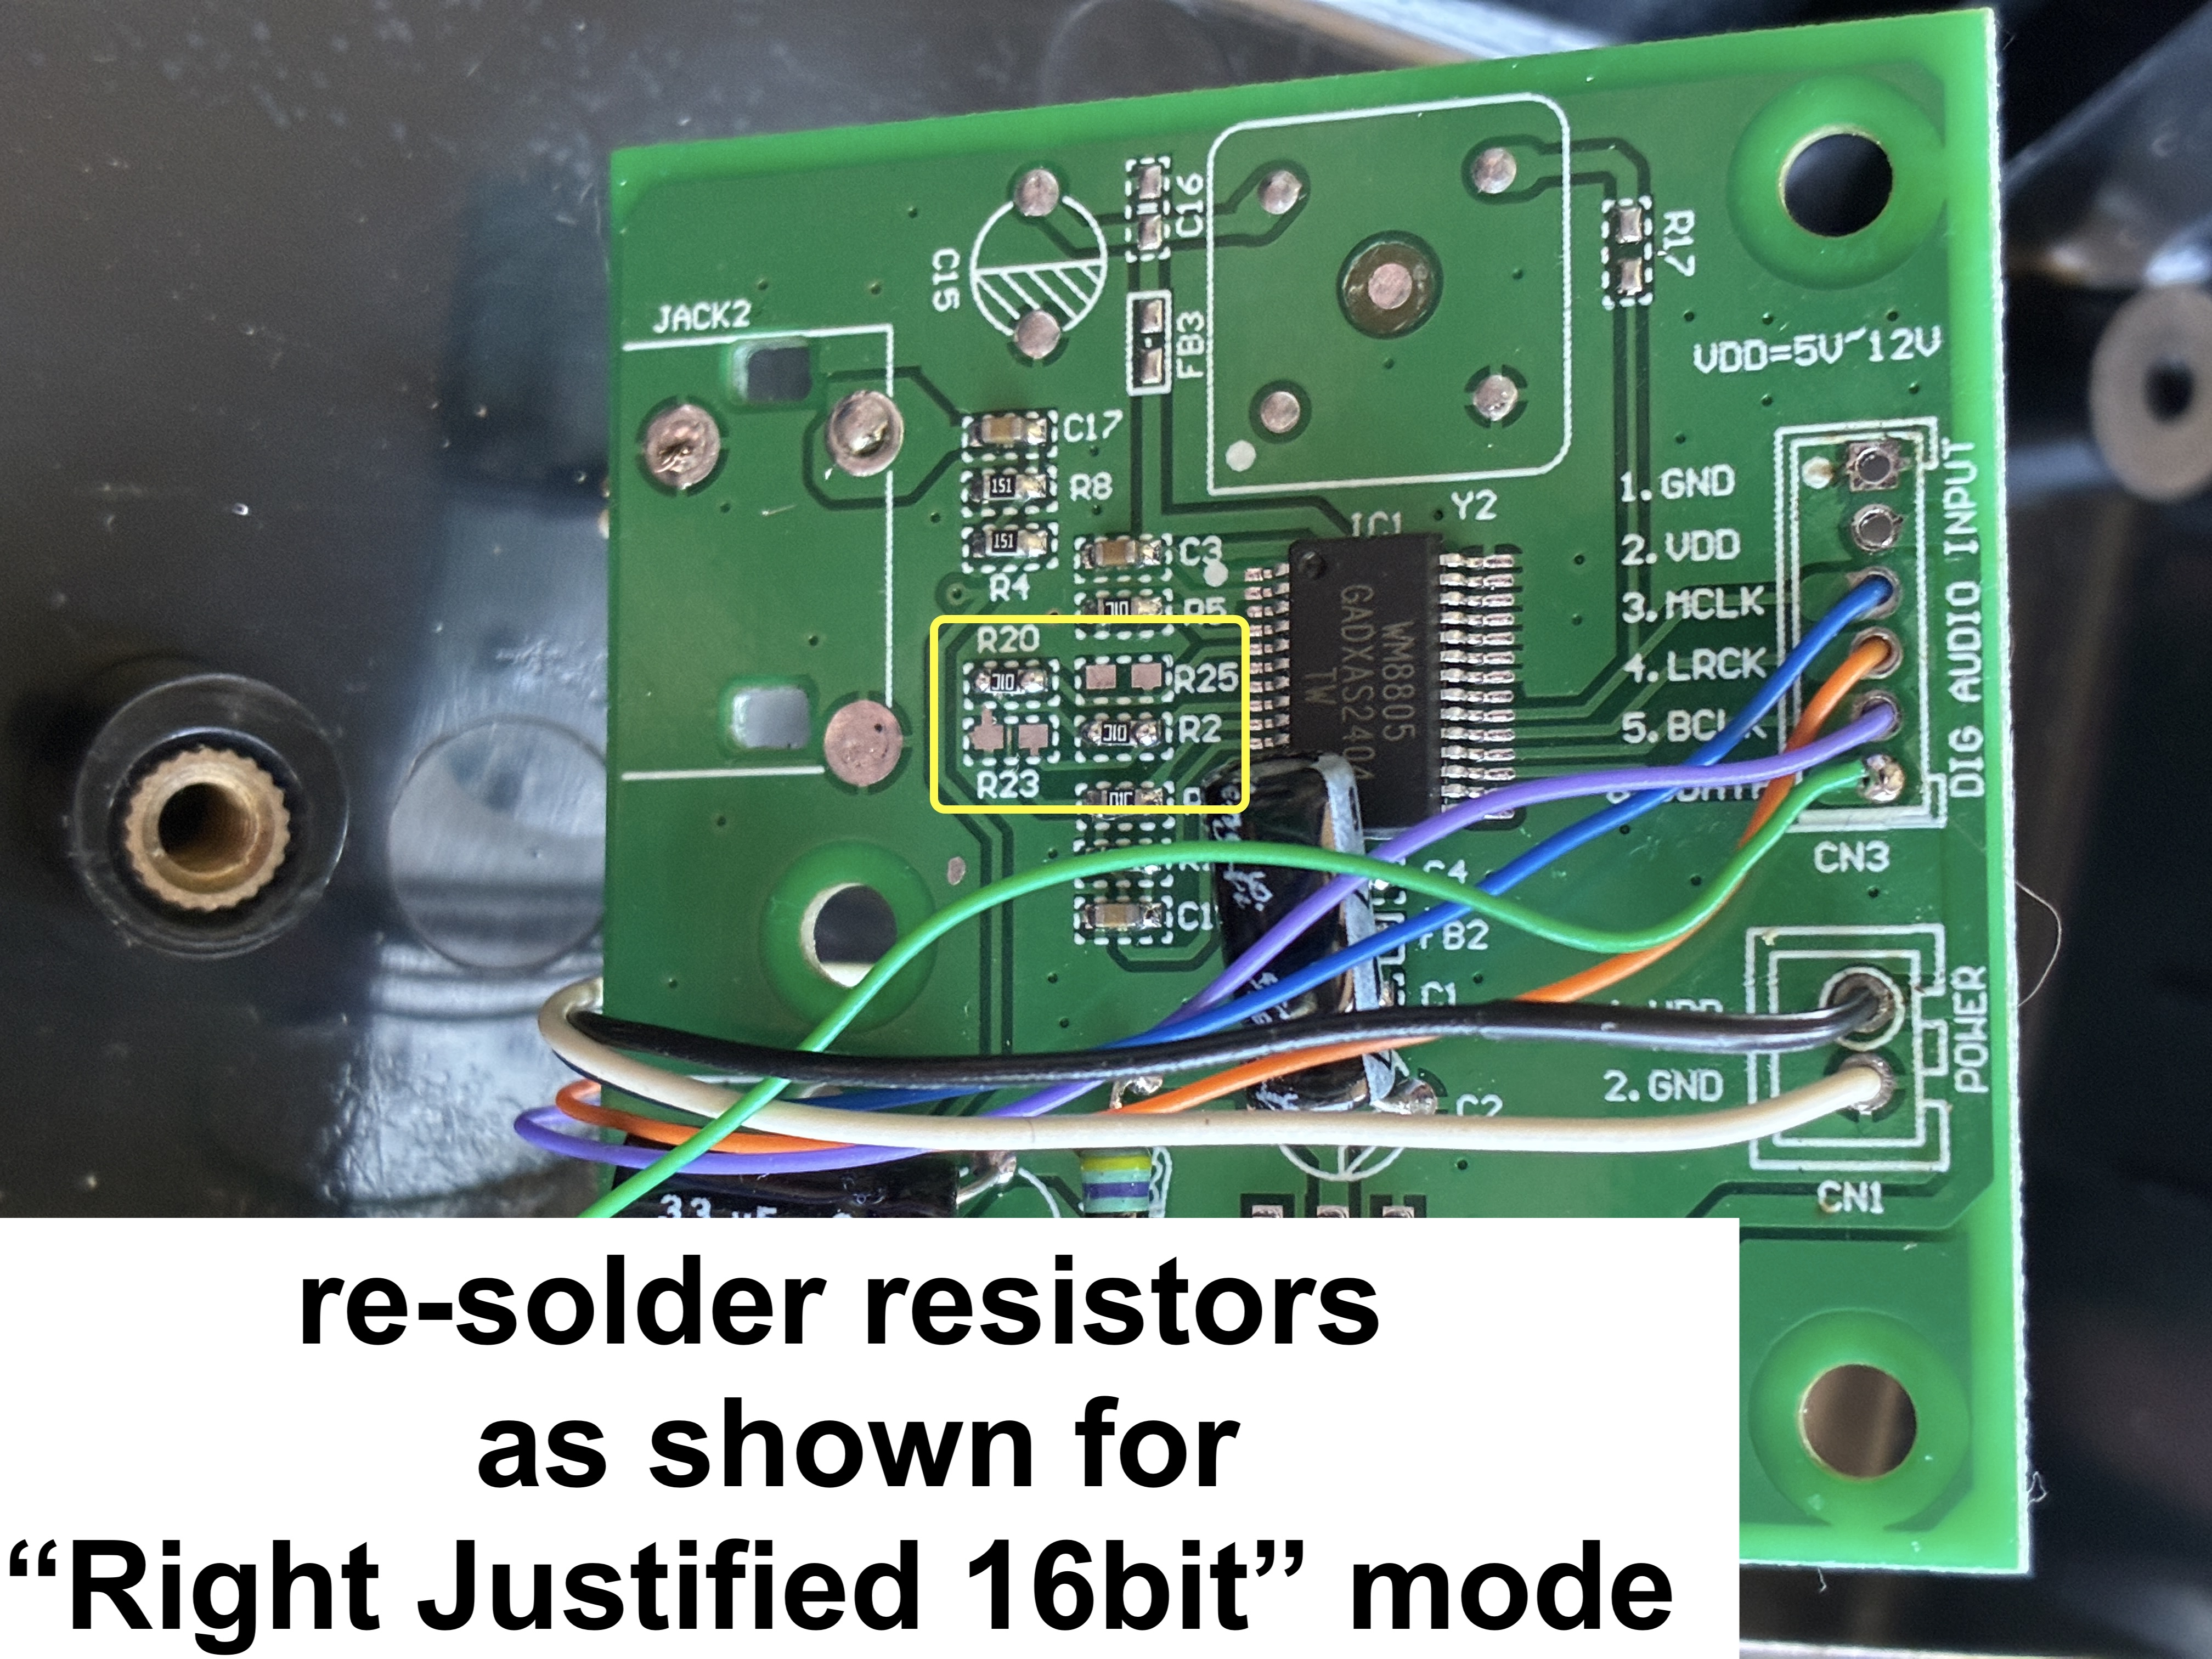 C16
R17
C15
JACK2
FB3
VDD=5V~12V
C17
1.GND
151
R8
Y2
IC1
2.VDD
151
C3
R4
3.MCLK
R5
R20
WM8805
GADXAS2404
TW
4.LRCK
R25
R2
5.BCLK
R23
DIG AUDIO INPUT
CN3
C4
FB2
C1
POWER
2.GND
C2
CN1
re-solder resistors
as shown for
“Right Justified 16bit” mode